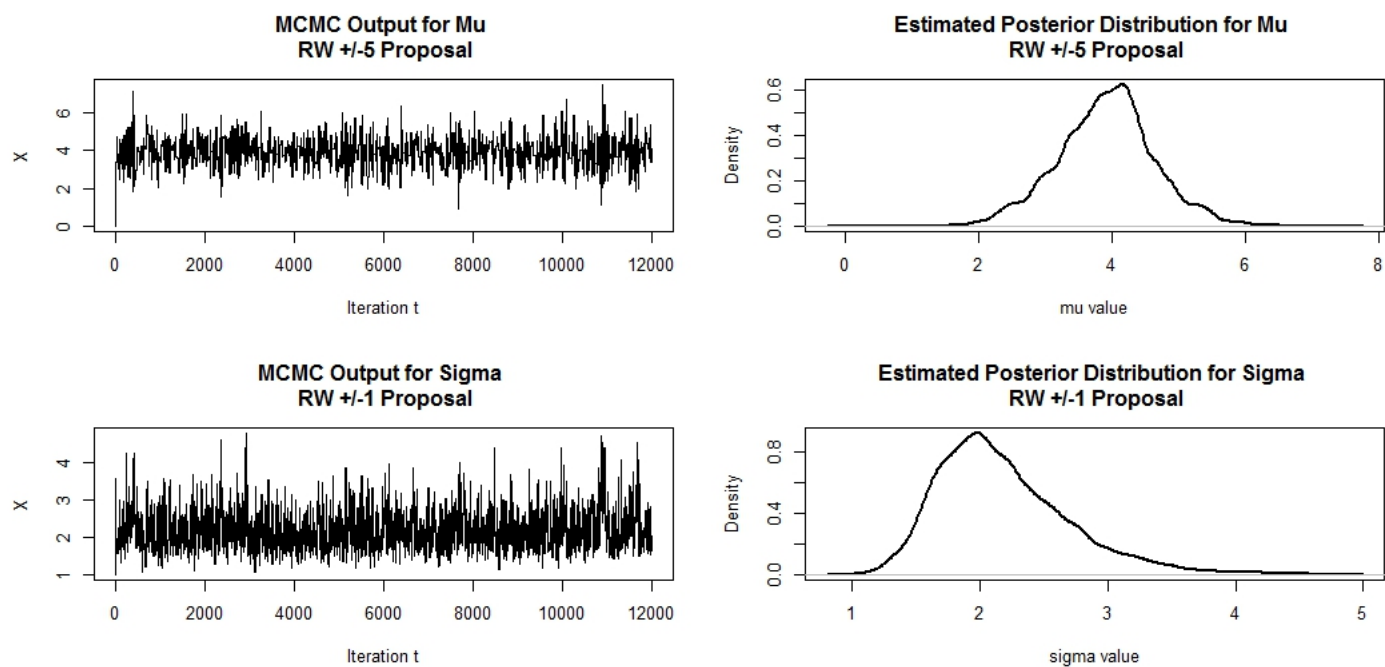 MCMC Output for Mu
RW +/-5 Proposal
X
0 2 4 6
0 2000 4000 6000 8000 10000 12000
Iteration t
Estimated Posterior Distribution for Mu
RW +/-5 Proposal
Density
0.0 0.2 0.4 0.6
0 2 4 6 8
mu value
MCMC Output for Sigma
RW +/-1 Proposal
X
1 2 3 4
0 2000 4000 6000 8000 10000 12000
Iteration t
Estimated Posterior Distribution for Sigma
RW +/-1 Proposal
Density
0.0 0.4 0.8
1 2 3 4 5
sigma value